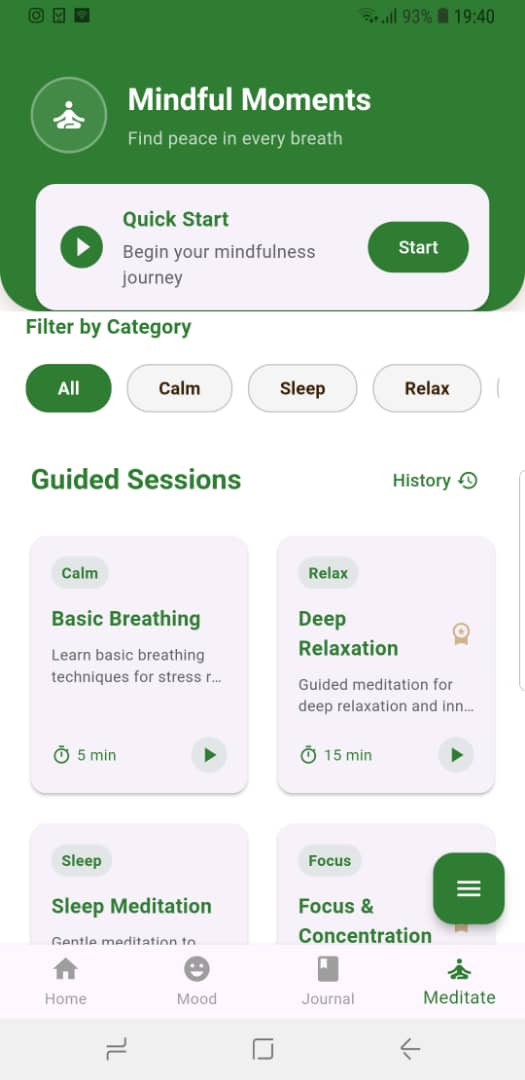 93% 19:40
Mindful Moments
Find peace in every breath
Quick Start
Begin your mindfulness
journey
Start
Filter by Category
All Calm Sleep Relax
Guided Sessions
History
Calm
Basic Breathing
Learn basic breathing
techniques for stress r...
5 min
Relax
Deep
Relaxation
Guided meditation for
deep relaxation and inn...
15 min
Sleep
Sleep Meditation
Gentle meditation to
Focus
Focus &
Concentration
Home Mood Journal Meditate